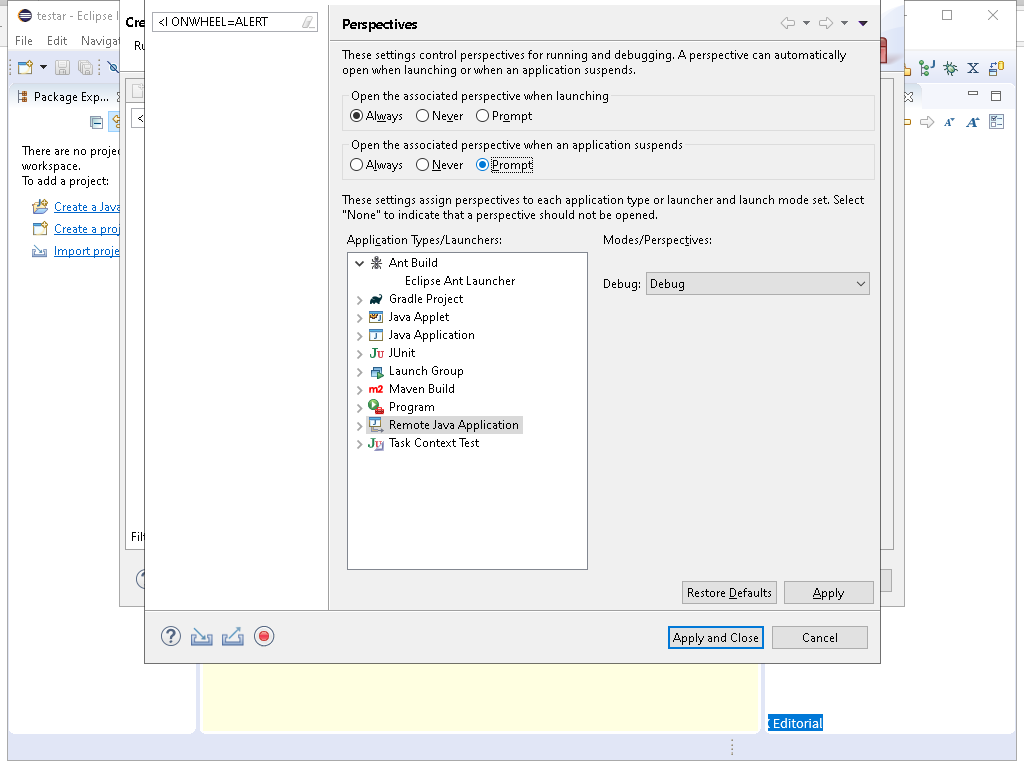 testar - Eclipse I
File Edit Navigat
Package Exp...
There are no projec
workspace.
To add a project:
Create a Java
Create a proj
Import proje
Cre
Ru
Filt
<I ONWHEEL=ALERT
Perspectives
These settings control perspectives for running and debugging. A perspective can automatically
open when launching or when an application suspends.
Open the associated perspective when launching
Always Never Prompt
Open the associated perspective when an application suspends
Always Never Prompt
These settings assign perspectives to each application type or launcher and launch mode set. Select
"None" to indicate that a perspective should not be opened.
Application Types/Launchers: Modes/Perspectives:
Ant Build
Eclipse Ant Launcher
Debug: Debug
Gradle Project
Java Applet
Java Application
JUnit
Launch Group
Maven Build
Program
Remote Java Application
Task Context Test
Restore Defaults Apply
Apply and Close Cancel
Editorial